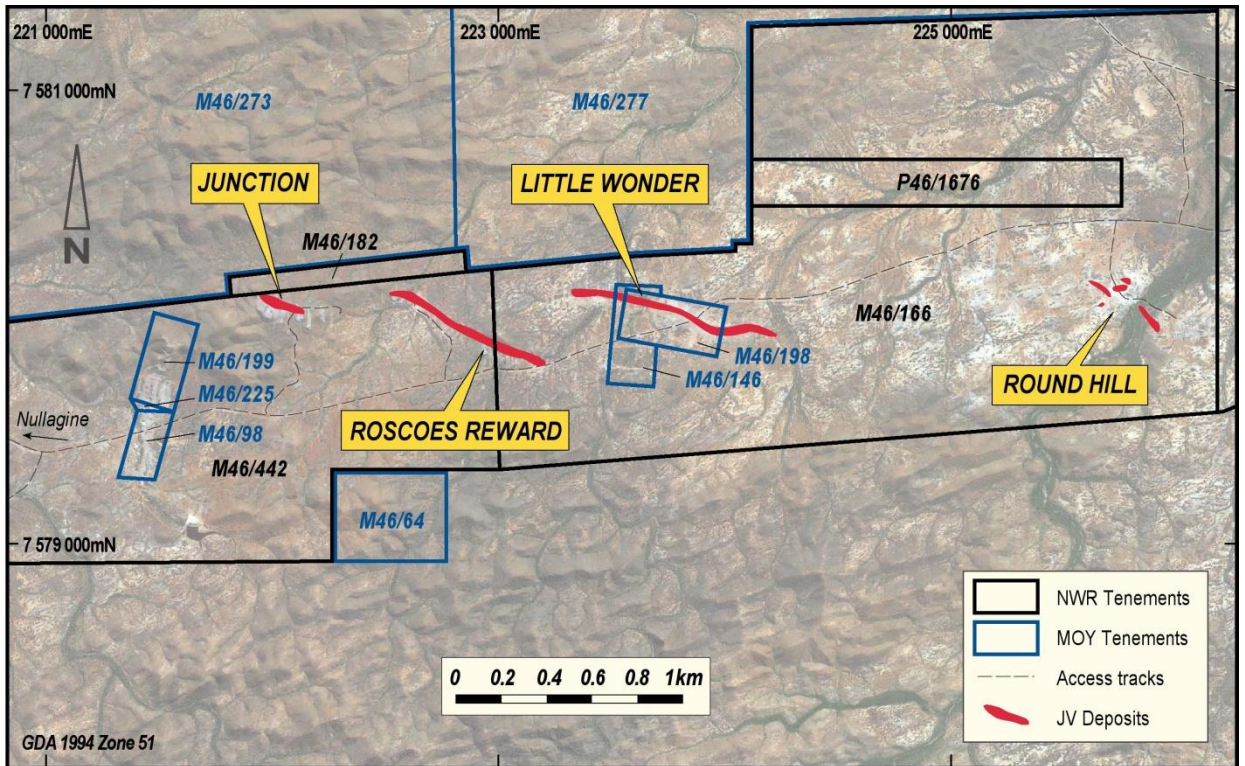 221 000mE
223 000mE
225 000mE
7 581 000mN
M46/273
M46/277
JUNCTION
LITTLE WONDER
P46/1676
N
M46/182
M46/166
M46/199
M46/198
M46/225
M46/146
ROUND HILL
Nullagine
M46/98
ROSCOES REWARD
M46/442
M46/64
7 579 000mN
NWR Tenements
MOY Tenements
Access tracks
JV Deposits
0 0.2 0.4 0.6 0.8 1km
GDA 1994 Zone 51